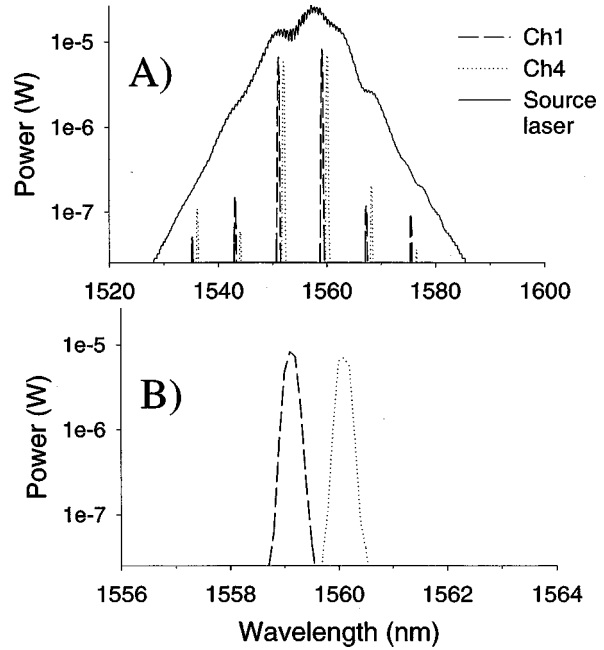 A)
Ch1
Ch4
Source
laser
Power (W)
1e-5
1e-6
1e-7
1520 1540 1560 1580 1600
B)
Power (W)
1e-5
1e-6
1e-7
1556 1558 1560 1562 1564
Wavelength (nm)